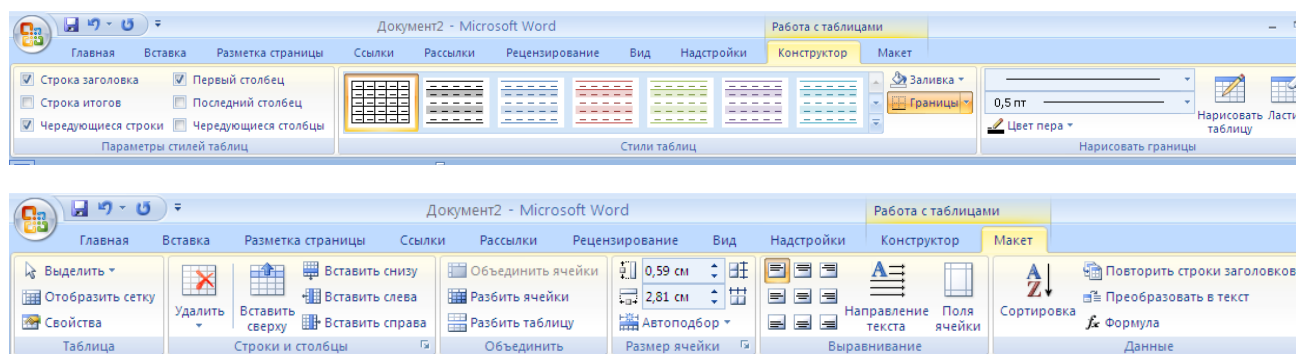 Документ2 - Microsoft Word Работа с таблицами
Главная Вставка Разметка страницы Ссылки Рассылки Рецензирование Вид Надстройки Конструктор Макет
Строка заголовка Первый столбец Заливка
Строка итогов Последний столбец Границы 0,5 пт
Чередующиеся строки Чередующиеся столбцы Цвет пера Нарисовать таблицу Ласти
Параметры стилей таблиц Стили таблиц Нарисовать границы
Документ2 - Microsoft Word Работа с таблицами
Главная Вставка Разметка страницы Ссылки Рассылки Рецензирование Вид Надстройки Конструктор Макет
Выделить Вставить снизу Объединить ячейки 0,59 см Повторить строки заголовков
Отобразить сетку Удалить Вставить сверху Вставить слева Разбить ячейки 2,81 см Направление текста Поля ячейки Сортировка Преобразовать в текст
Свойства Вставить справа Разбить таблицу Автоподбор Формула
Таблица Строки и столбцы Объединить Размер ячейки Выравнивание Данные